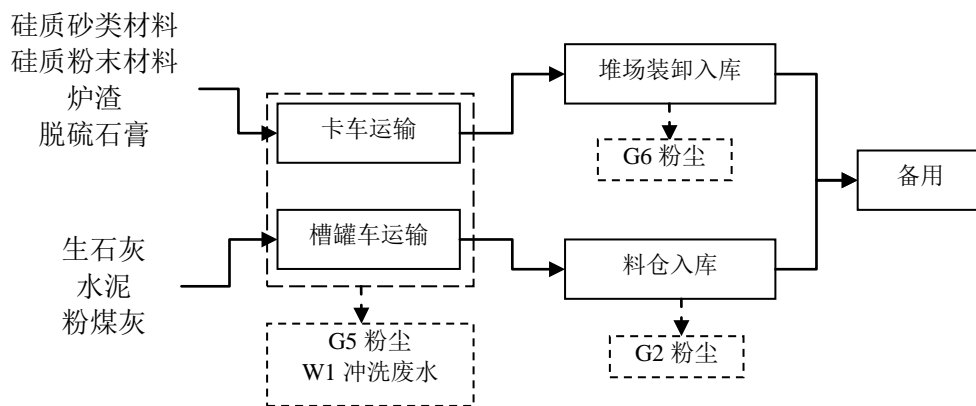 硅质砂类材料
硅质粉末材料
炉渣
脱硫石膏
卡车运输
堆场装卸入库
G6 粉尘
备用
生石灰
水泥
粉煤灰
槽罐车运输
料仓入库
G5 粉尘
W1 冲洗废水
G2 粉尘